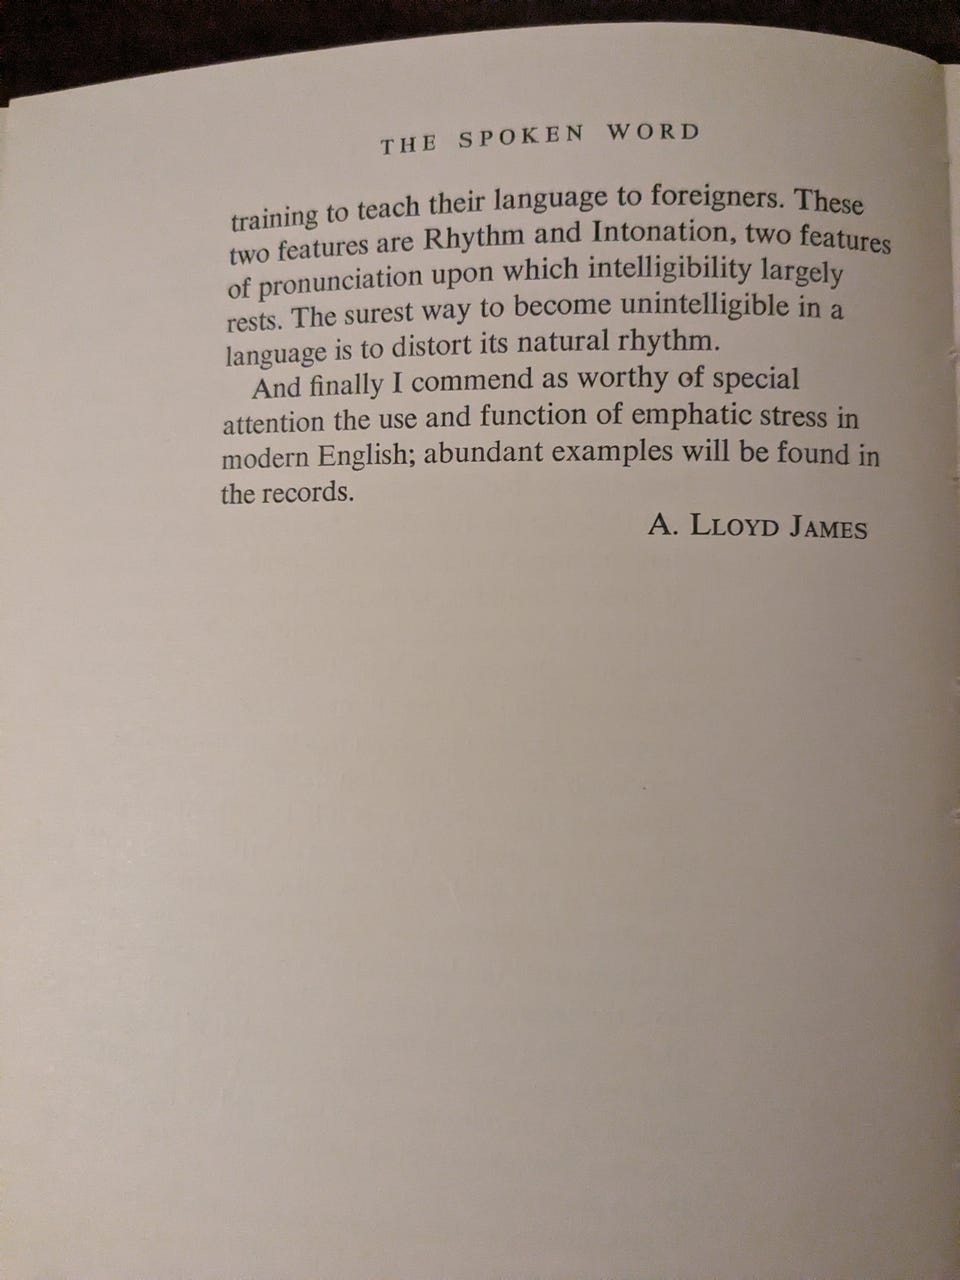 THE SPOKEN WORD
training to teach their language to foreigners. These
two features are Rhythm and Intonation, two features
of pronunciation upon which intelligibility largely
rests. The surest way to become unintelligible in a
language is to distort its natural rhythm.
And finally I commend as worthy of special
attention the use and function of emphatic stress in
modern English; abundant examples will be found in
the records.
A. LLOYD JAMES